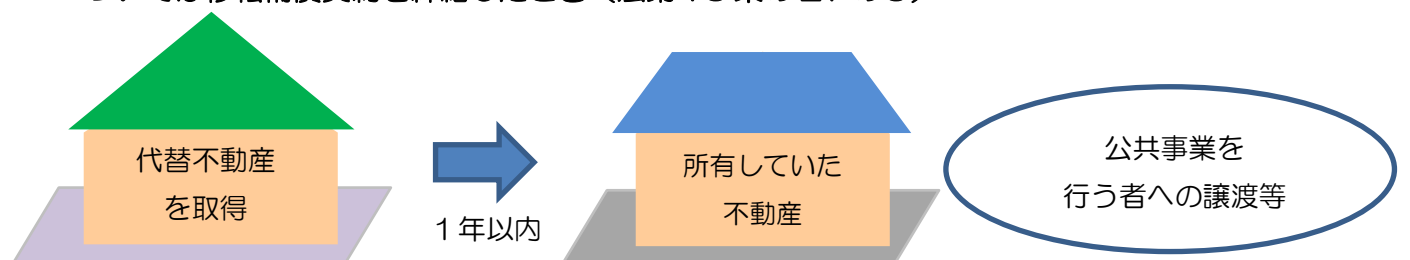 代替不動産
を取得
１年以内
所有していた
不動産
公共事業を
行う者への譲渡等